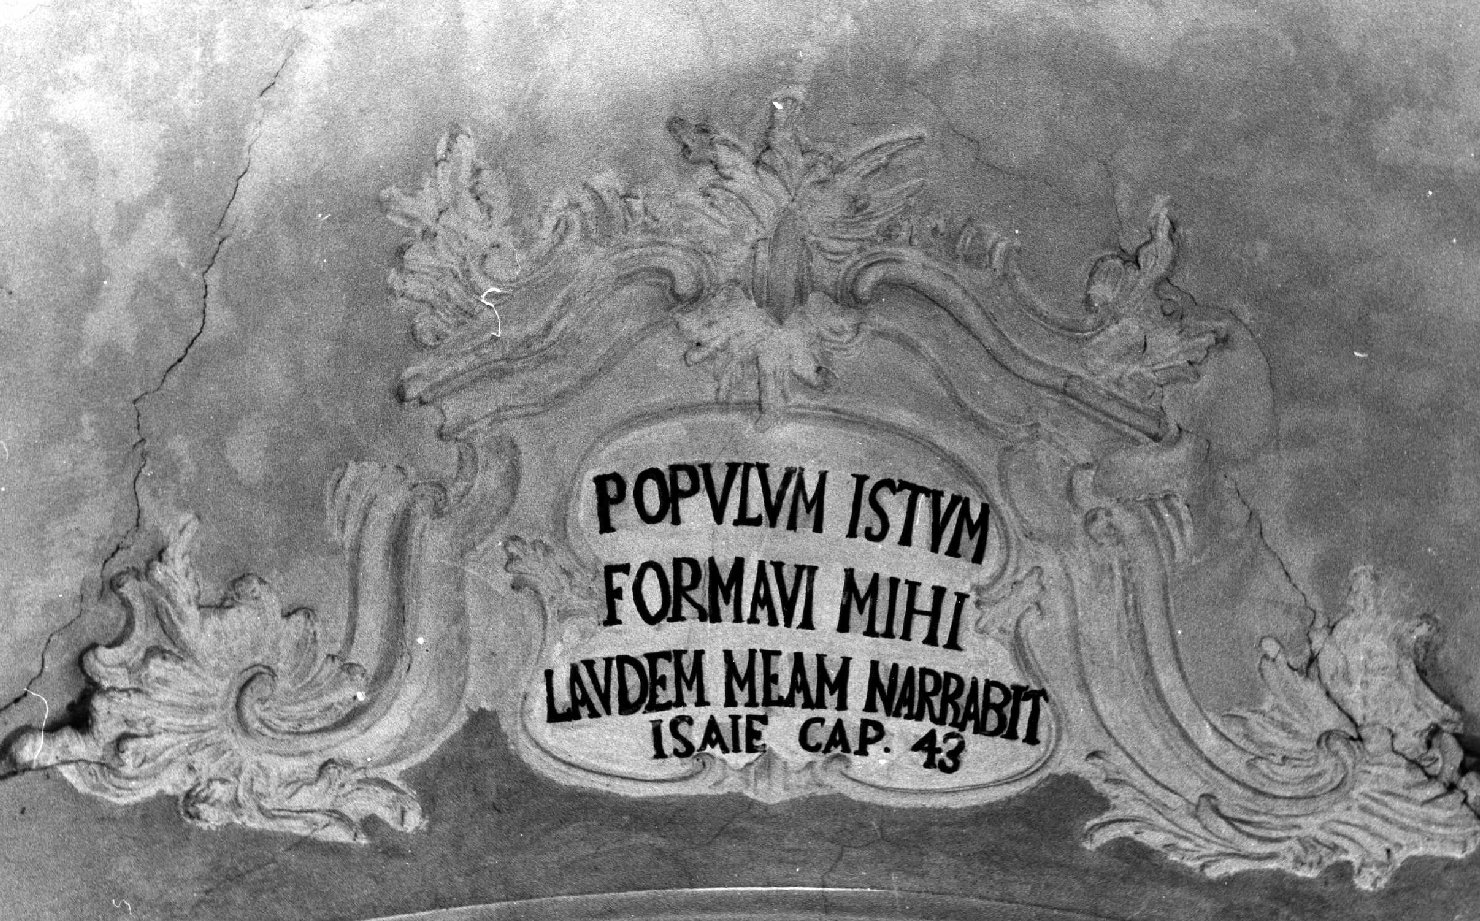 POPVLVM ISTVM
FORMAVI MIHI
LAVDEM MEAM NARRABIT
ISAIE CAP. 43